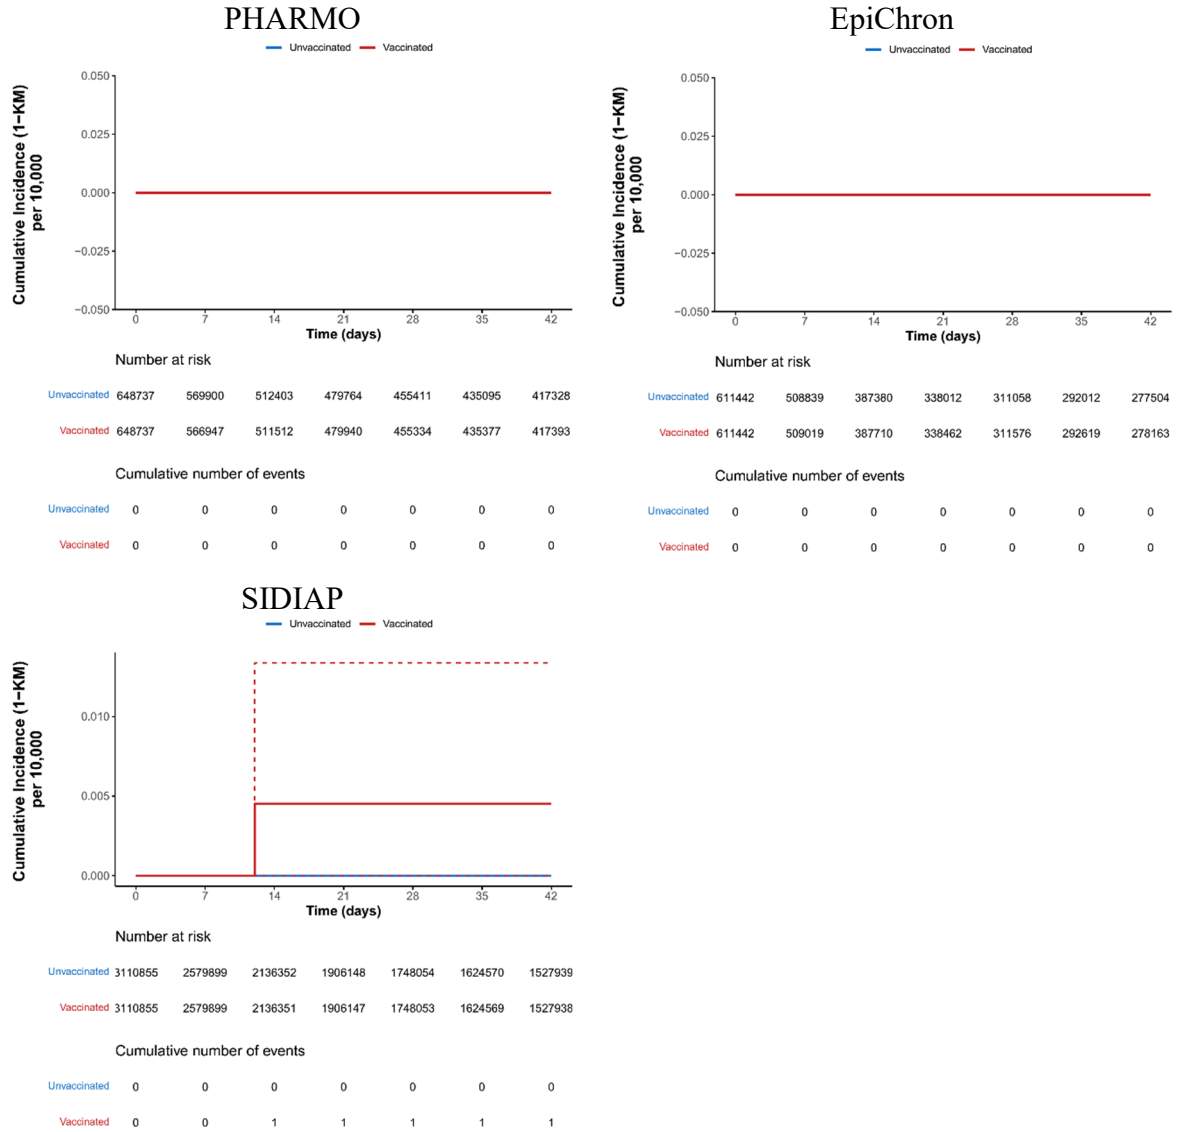 PHARMO
Unvaccinated Vaccinated
Cumulative Incidence (1−KM)
per 10,000
0.050
0.025
0.000
−0.025
−0.050
0 7 14 21 28 35 42
Time (days)
Number at risk
Unvaccinated 648737 569900 512403 479764 455411 435095 417328
Vaccinated 648737 566947 511512 479940 455334 435377 417393
Cumulative number of events
Unvaccinated 0 0 0 0 0 0 0
Vaccinated 0 0 0 0 0 0 0
EpiChron
Unvaccinated Vaccinated
Cumulative Incidence (1−KM)
per 10,000
0.050
0.025
0.000
−0.025
−0.050
0 7 14 21 28 35 42
Time (days)
Number at risk
Unvaccinated 611442 508839 387380 338012 311058 292012 277504
Vaccinated 611442 509019 387710 338462 311576 292619 278163
Cumulative number of events
Unvaccinated 0 0 0 0 0 0 0
Vaccinated 0 0 0 0 0 0 0
SIDIAP
Unvaccinated Vaccinated
Cumulative Incidence (1−KM)
per 10,000
0.010
0.005
0.000
0 7 14 21 28 35 42
Time (days)
Number at risk
Unvaccinated 3110855 2579899 2136352 1906148 1748054 1624570 1527939
Vaccinated 3110855 2579899 2136351 1906147 1748053 1624569 1527938
Cumulative number of events
Unvaccinated 0 0 0 0 0 0 0
Vaccinated 0 0 1 1 1 1 1